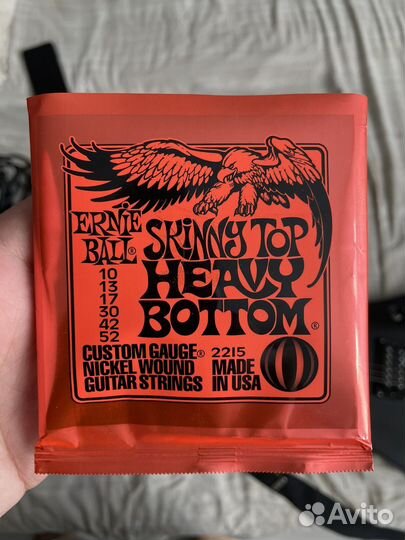 ERNIE
BALL®
SKINNY TOP
HEAVY
BOTTOM®
10
13
17
30
42
52
CUSTOM GAUGE®
NICKEL WOUND
GUITAR STRINGS
2215
MADE
IN USA
Avito